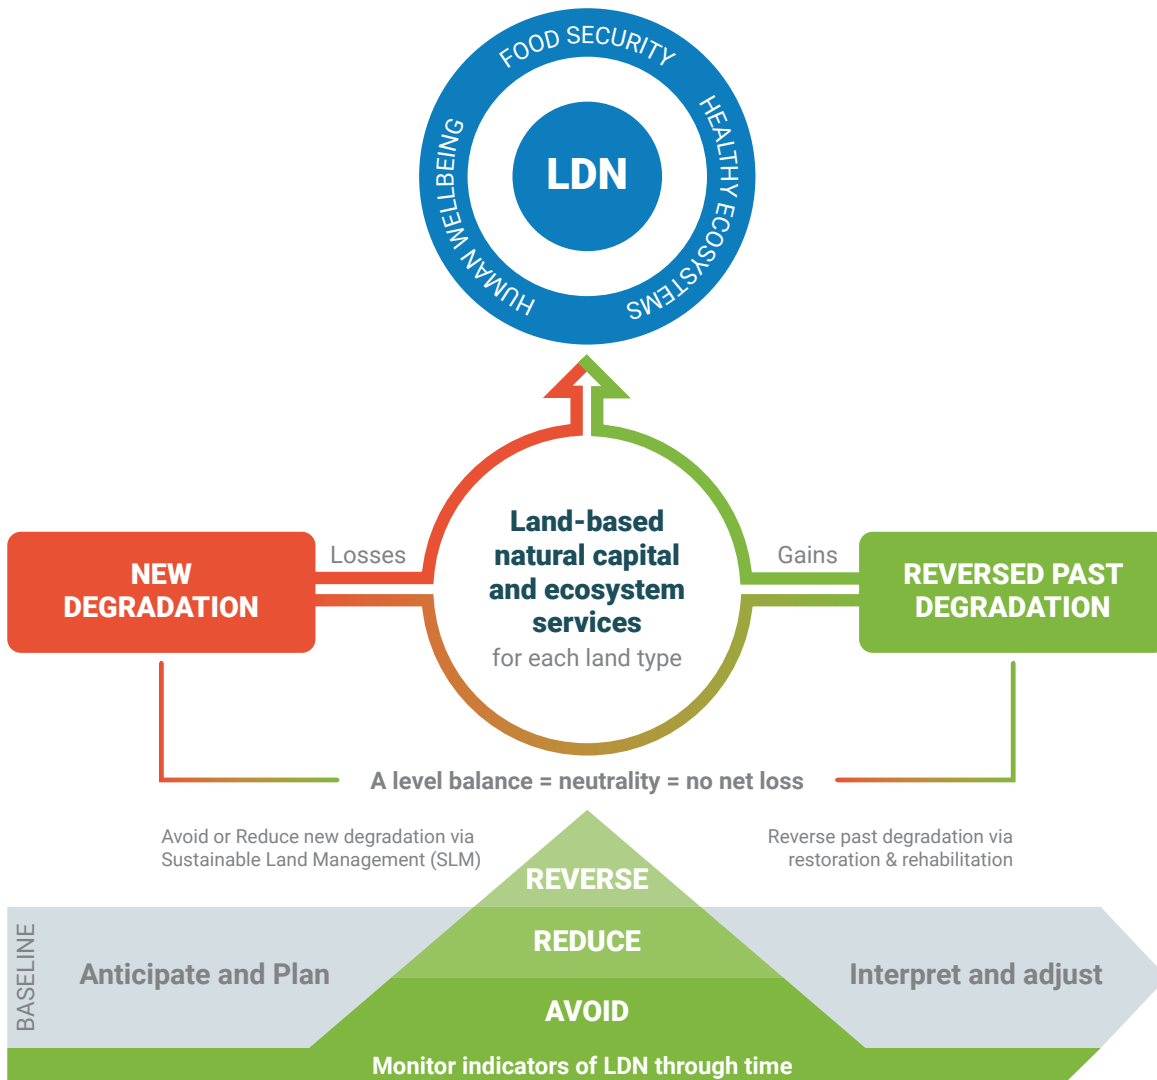 FOOD SECURITY
HUMAN WELLBEING
HEALTHY ECOSYSTEMS
LDN
Losses
Gains
NEW
DEGRADATION
Land-based
natural capital
and ecosystem
services
for each land type
REVERSED PAST
DEGRADATION
A level balance = neutrality = no net loss
Avoid or Reduce new degradation via
Sustainable Land Management (SLM)
Reverse past degradation via
restoration & rehabilitation
REVERSE
REDUCE
AVOID
BASELINE
Anticipate and Plan
Interpret and adjust
Monitor indicators of LDN through time